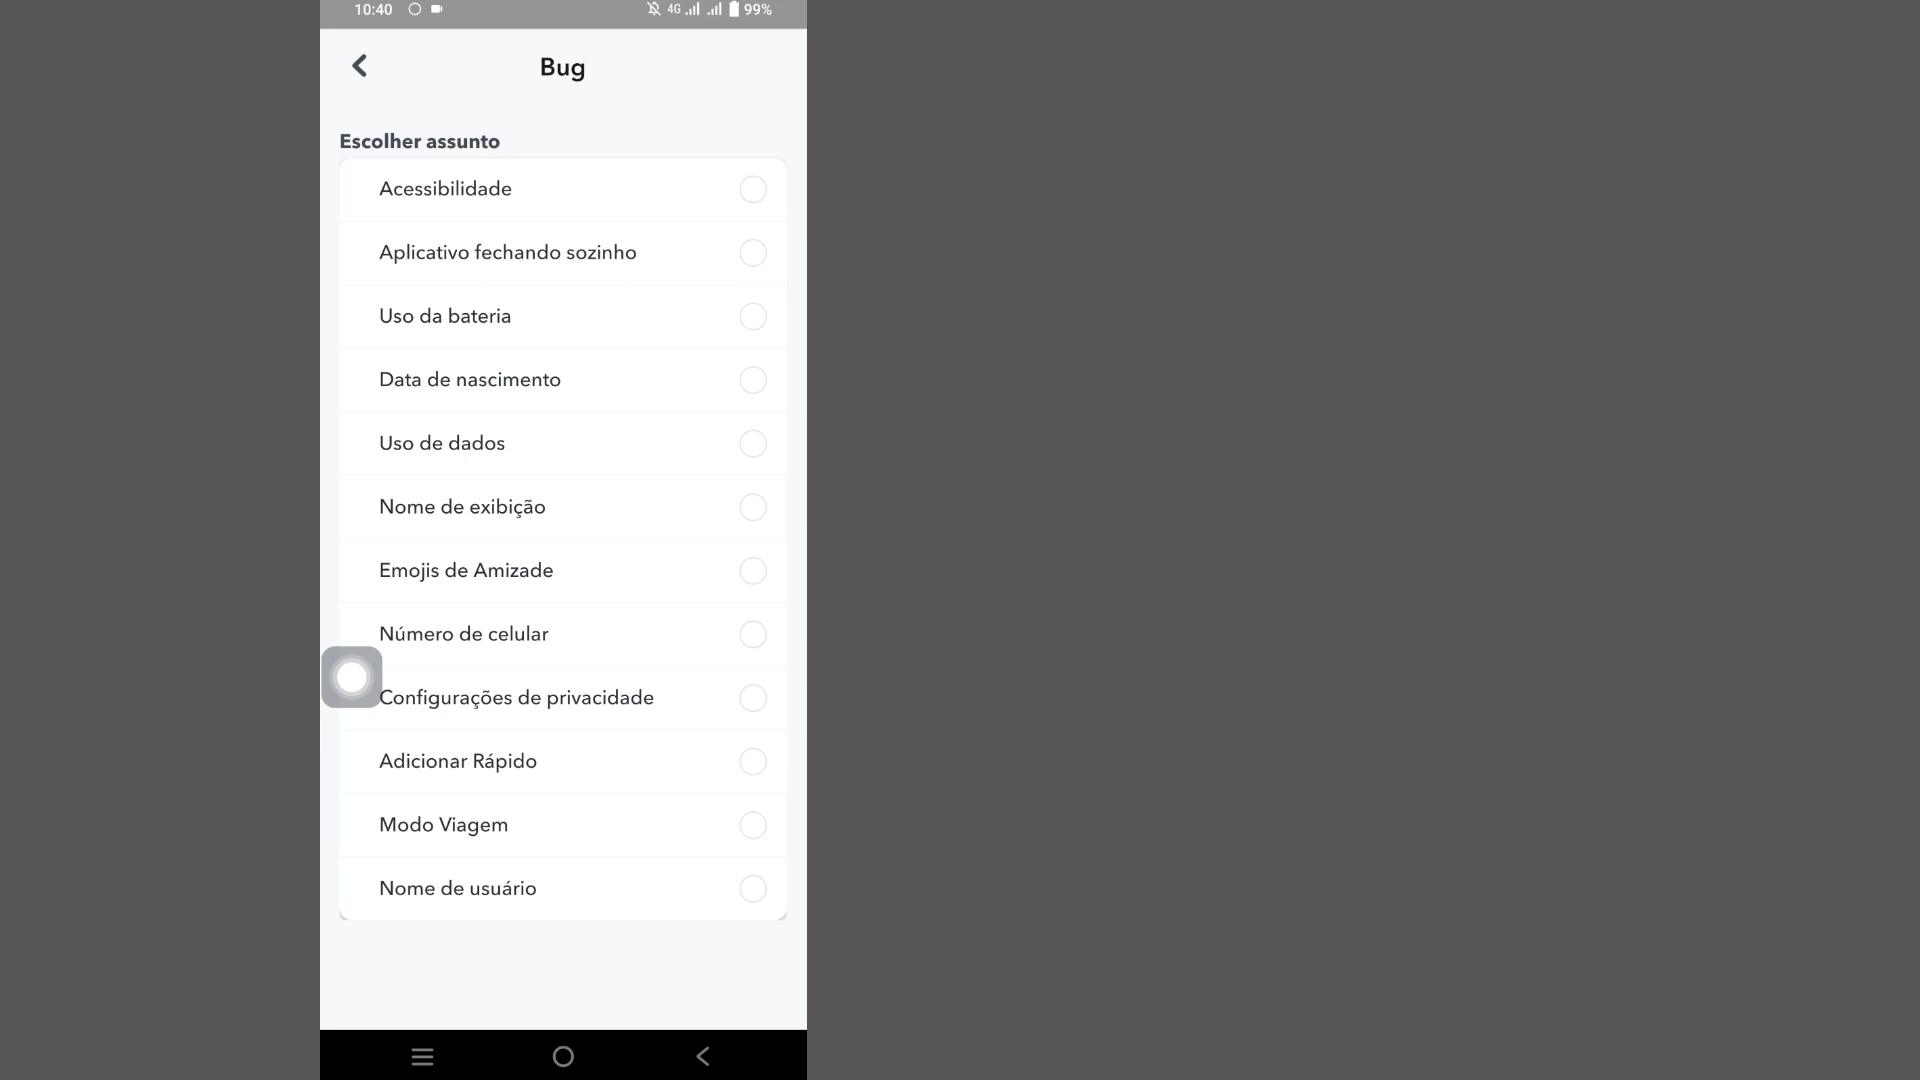 10:40 4G 99%
Bug
Escolher assunto
Acessibilidade
Aplicativo fechando sozinho
Uso da bateria
Data de nascimento
Uso de dados
Nome de exibição
Emojis de Amizade
Número de celular
Configurações de privacidade
Adicionar Rápido
Modo Viagem
Nome de usuário